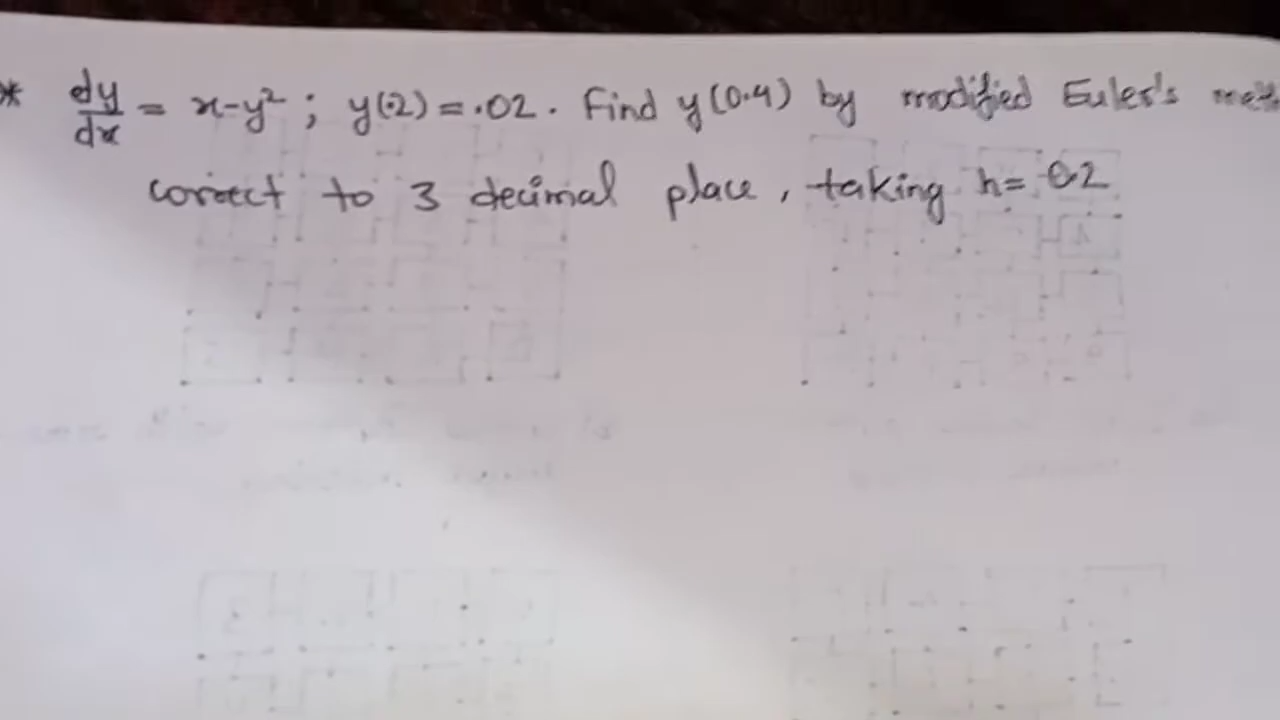 * dy/dx = x-y²; y(.2) = .02. Find y(0.4) by modified Euler's
correct to 3 decimal place, taking h= 0.2